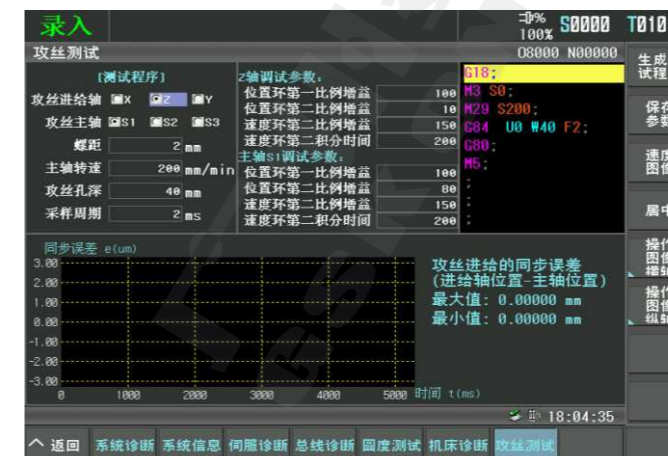 录入
100% S0000 T010
攻丝测试 O8000 N00000
[测试程序]
攻丝进给轴 X Z Y
攻丝主轴 S1 S2 S3
螺距 2 mm
主轴转速 200 mm/min
攻丝孔深 40 mm
采样周期 2 ms
Z轴调试参数:
位置环第一比例增益 100
位置环第二比例增益 10
速度环第二比例增益 150
速度环第二积分时间 200
主轴S1调试参数:
位置环第一比例增益 100
位置环第二比例增益 80
速度环第二比例增益 150
速度环第二积分时间 200
G18;
M3 S0;
M29 S200;
G84 U0 W40 F2;
G80;
M5;
;
;
;
生成
试程
保存
参数
速度
图像
居中
操作
图像
横轴
操作
图像
纵轴
同步误差 e(um)
3.00
2.00
1.00
0.00
-1.00
-2.00
-3.00
0 1000 2000 3000 4000 5000 时间 t(ms)
攻丝进给的同步误差
(进给轴位置-主轴位置)
最大值: 0.00000 mm
最小值: 0.00000 mm
18:04:35
返回 系统诊断 系统信息 伺服诊断 总线诊断 圆度测试 机床诊断 攻丝测试